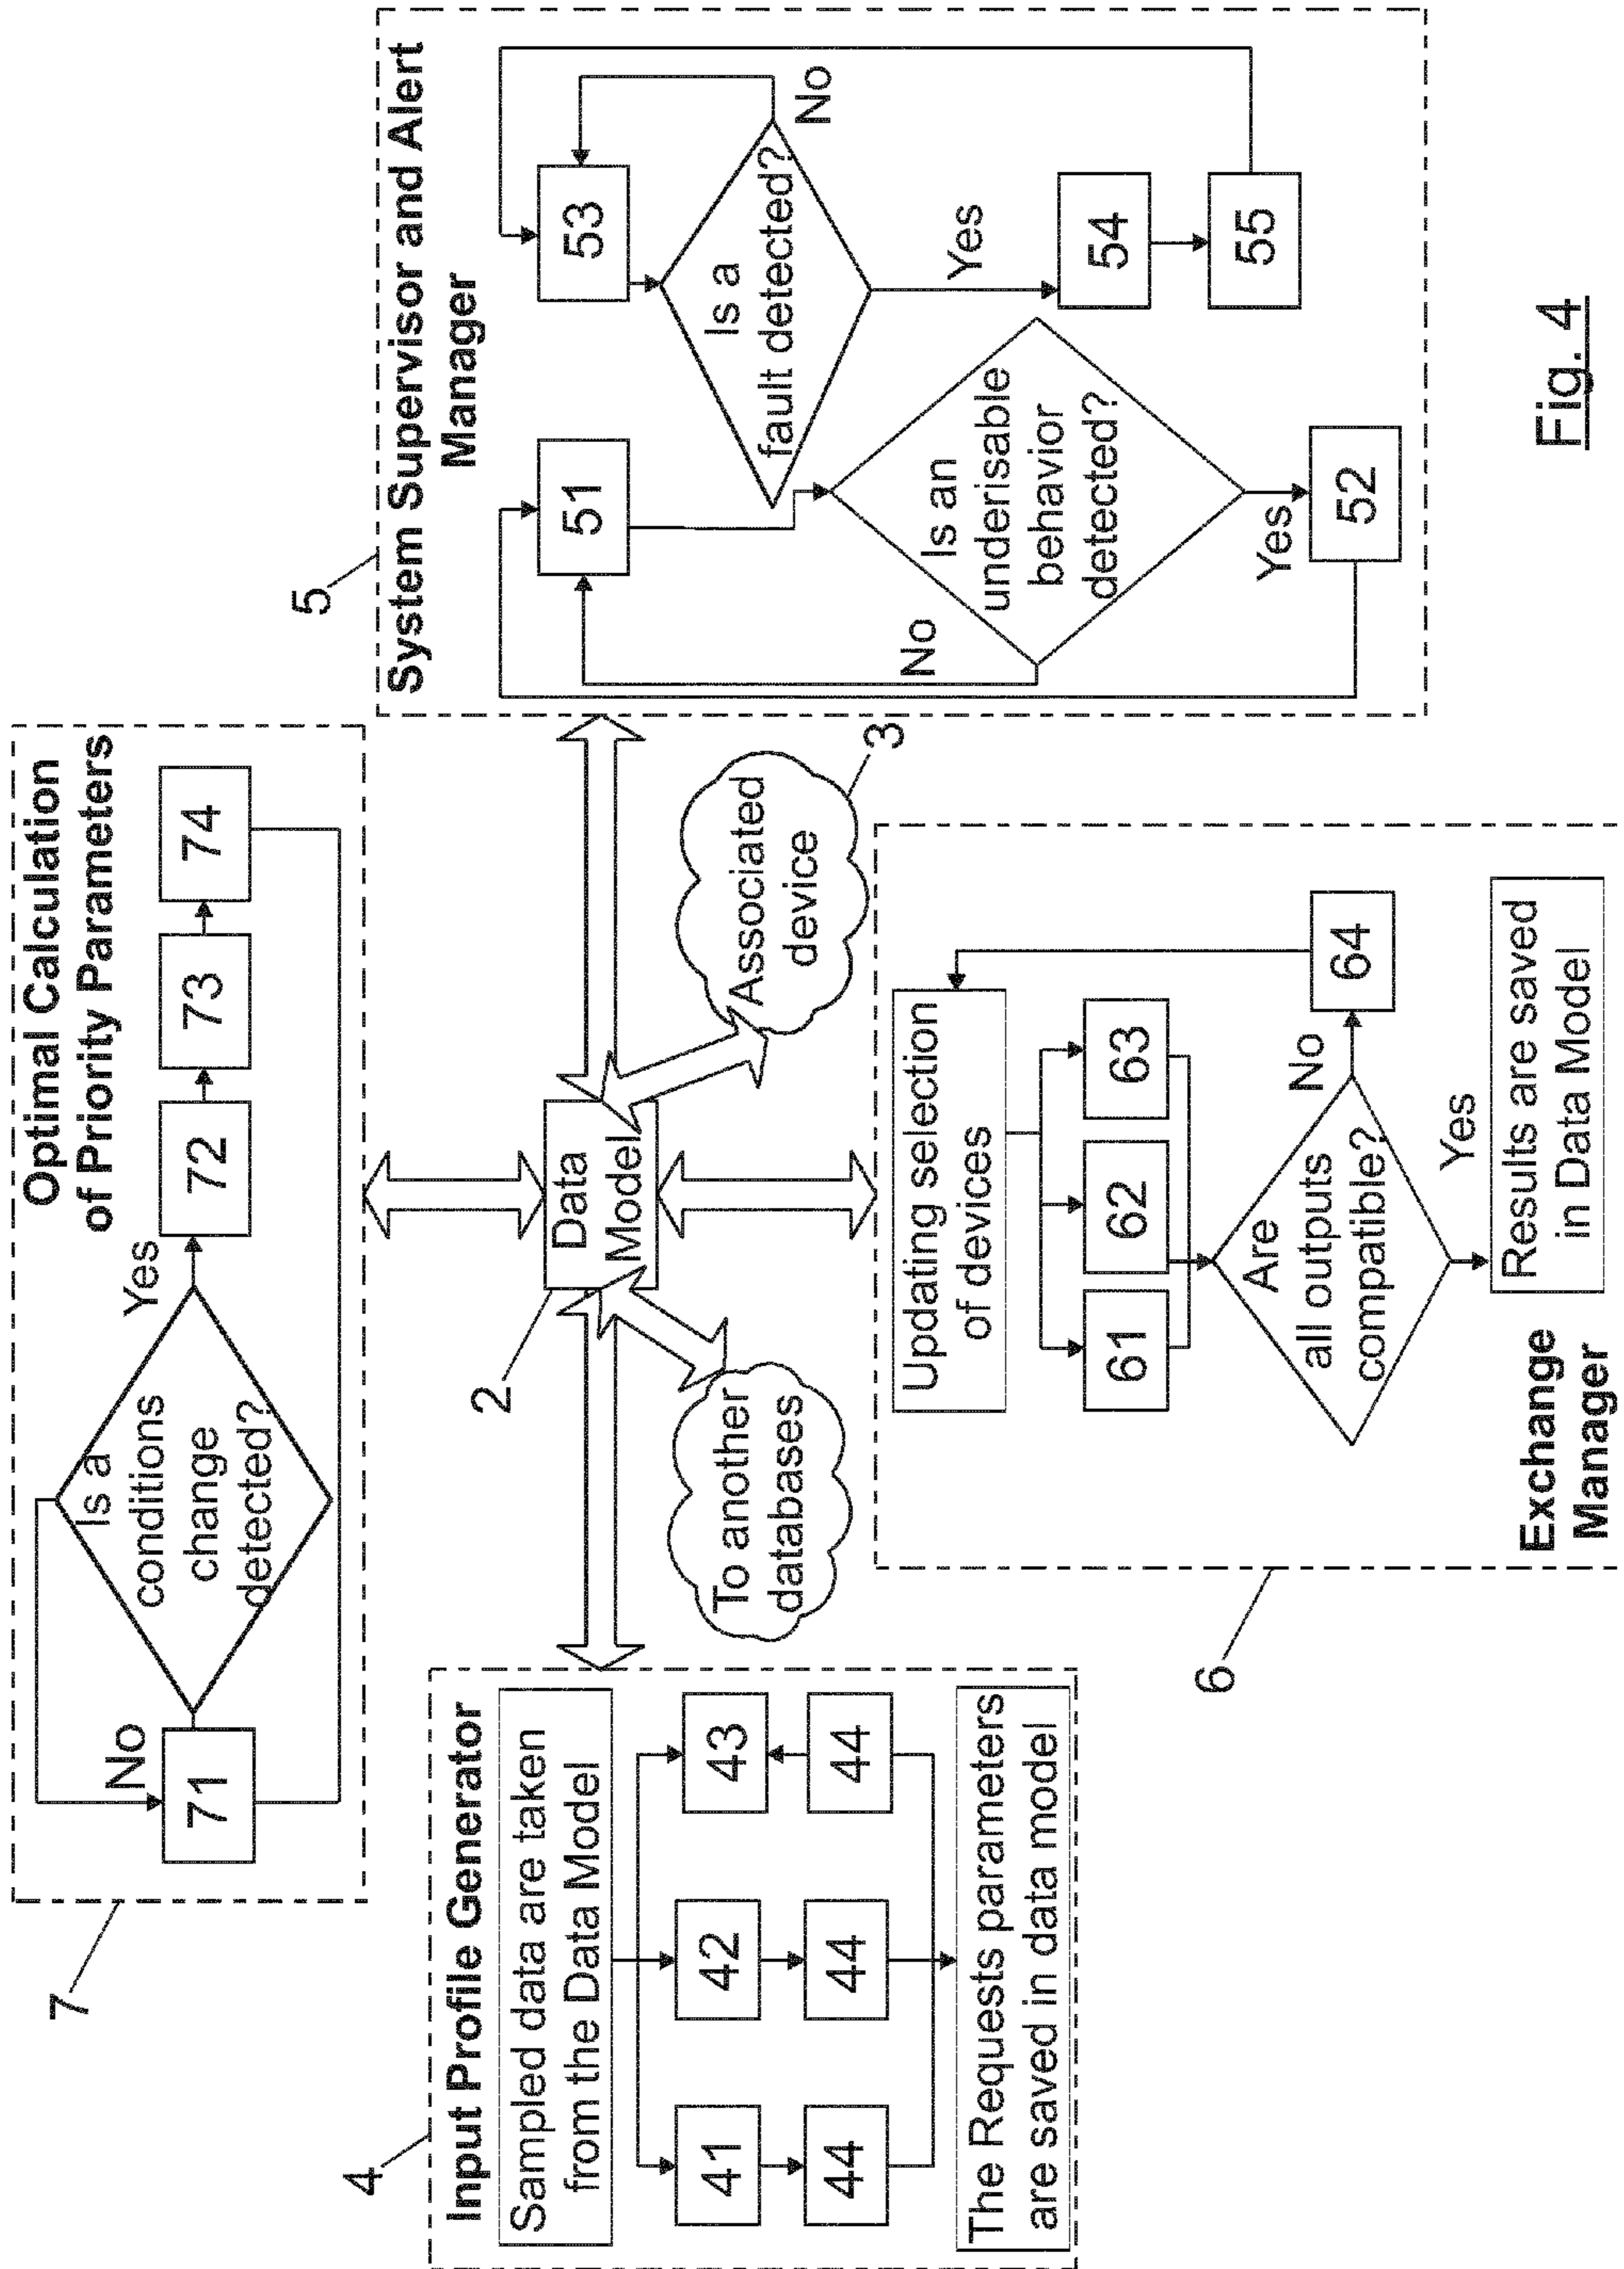 7
Optimal Calculation
of Priority Parameters
No
71
Is a
conditions
change
detected?
Yes
72
73
74
4
Input Profile Generator
Sampled data are taken
from the Data Model
41
42
43
44
44
44
The Requests parameters
are saved in data model
2
Data
Model
To another
databases
Associated
device
3
5
System Supervisor and Alert
Manager
51
53
Is a
fault detected?
No
Yes
54
55
Is an
underisable
behavior
detected?
No
Yes
52
6
Updating selection
of devices
61
62
63
Are
all outputs
compatible?
No
64
Yes
Results are saved
in Data Model
Exchange
Manager
Fig. 4